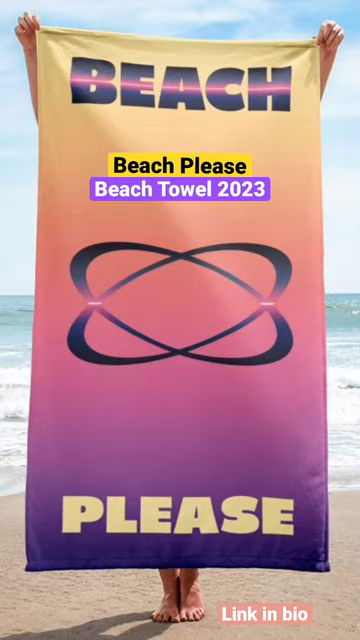 BEACH
Beach Please
Beach Towel 2023
PLEASE
Link in bio